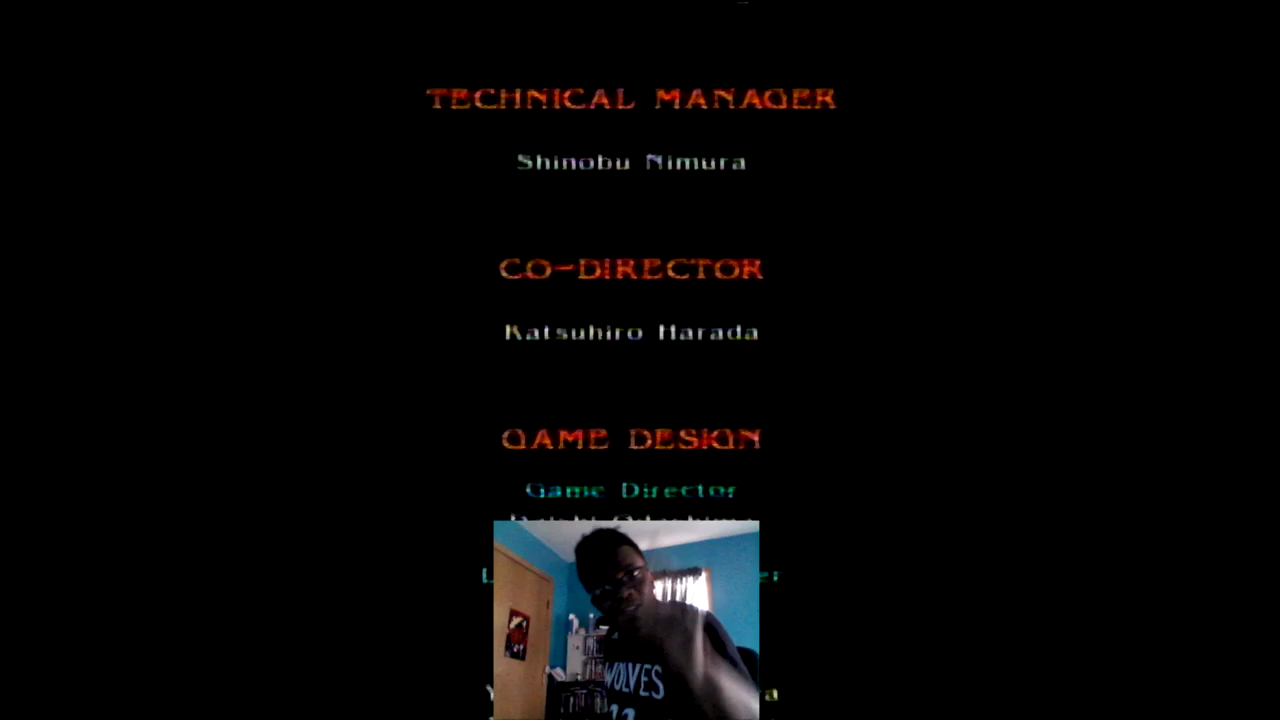 TECHNICAL MANAGER
Shinobu Nimura
CO-DIRECTOR
Katsuhiro Harada
GAME DESIGN
Game Director
WOLVES